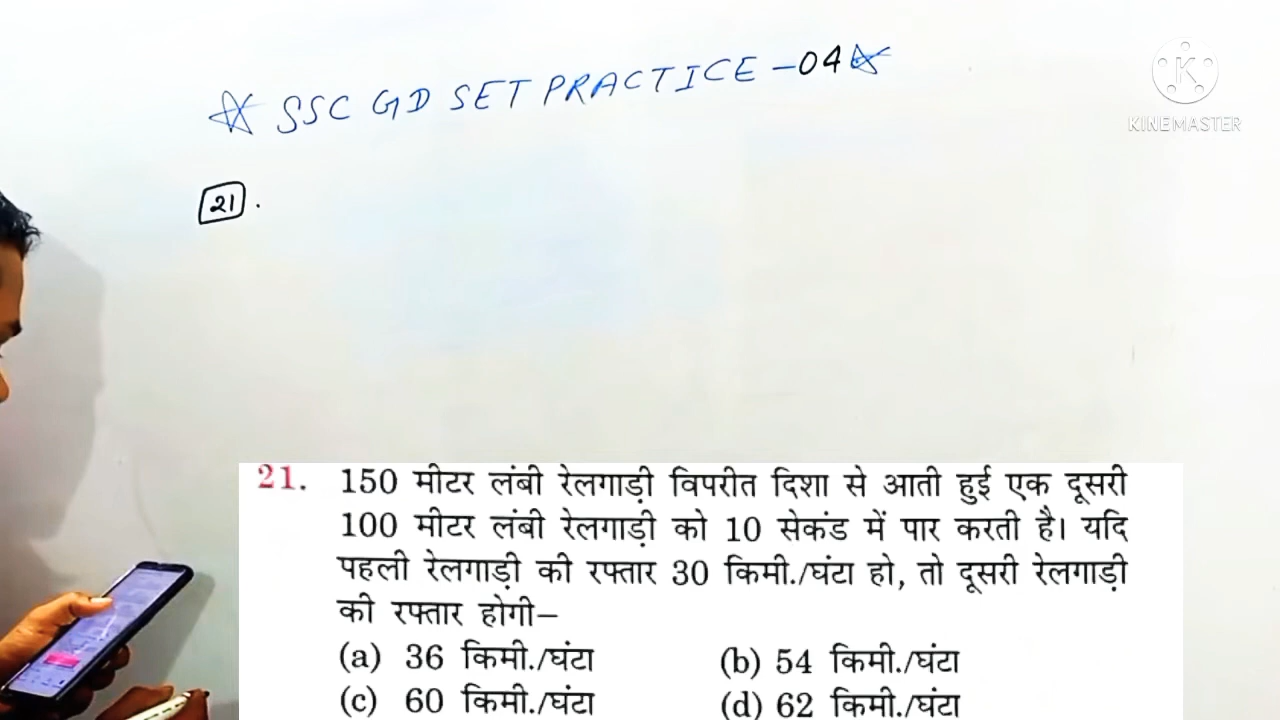 ☆ SSC GD SET PRACTICE - 04 ☆
KINEMASTER
21.
21. 150 मीटर लंबी रेलगाड़ी विपरीत दिशा से आती हुई एक दूसरी
100 मीटर लंबी रेलगाड़ी को 10 सेकंड में पार करती है। यदि
पहली रेलगाड़ी की रफ्तार 30 किमी./घंटा हो, तो दूसरी रेलगाड़ी
की रफ्तार होगी–
(a) 36 किमी./घंटा (b) 54 किमी./घंटा
(c) 60 किमी./घंटा (d) 62 किमी./घंटा